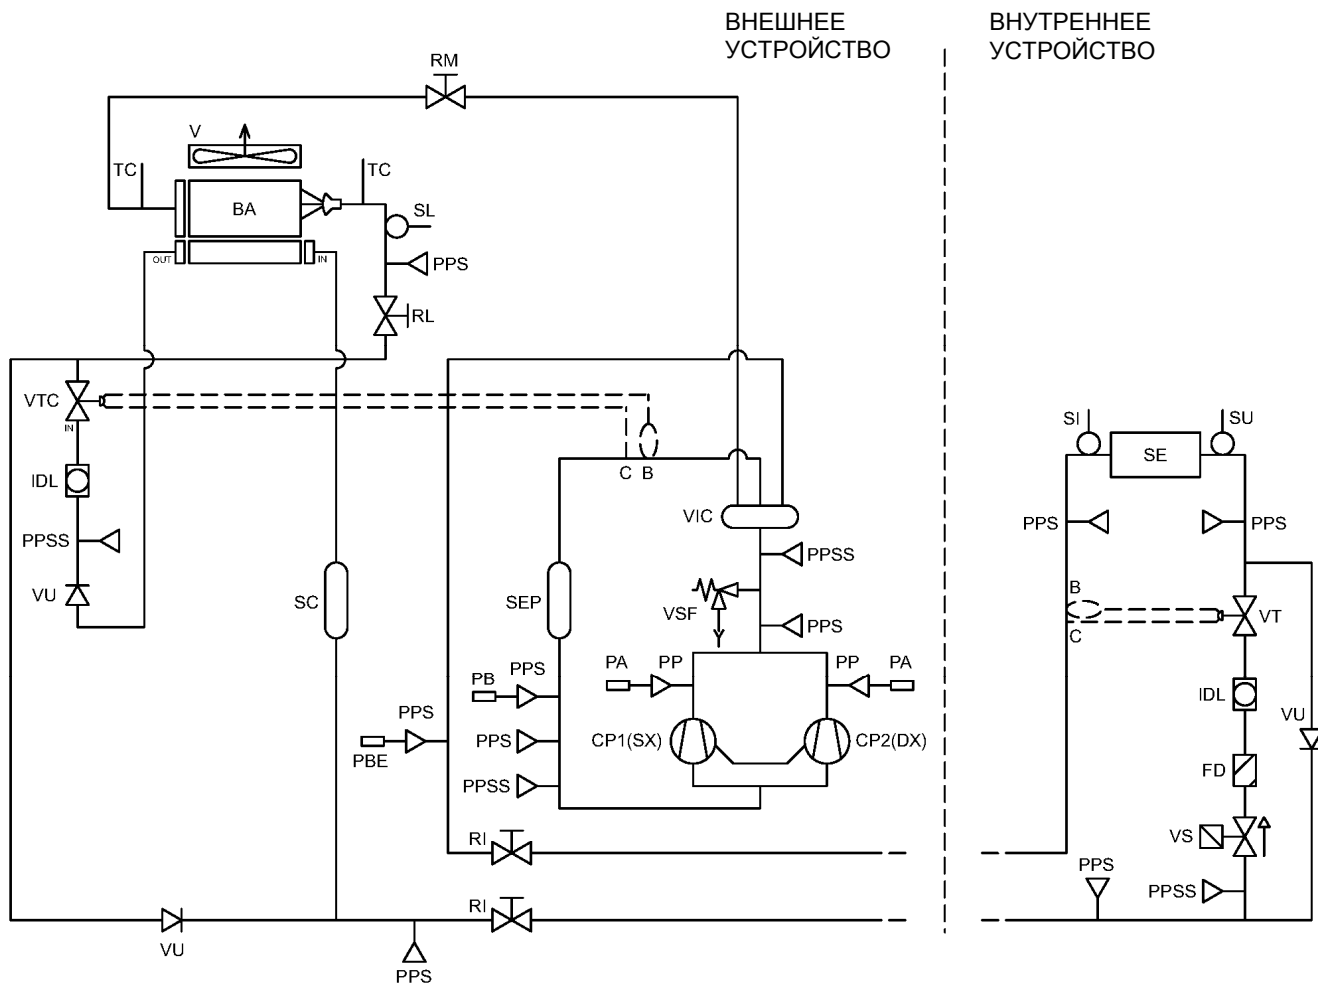 ВНЕШНЕЕ
УСТРОЙСТВО
ВНУТРЕННЕЕ
УСТРОЙСТВО
RM
V
TC
TC
BA
SL
OUT
IN
PPS
RL
VTC
IN
SI
SU
SE
C
B
IDL
VIC
PPS
PPS
PPSS
PPSS
VU
SC
SEP
VSF
B
VT
PPS
C
PA
PP
PP
PA
PPS
PB
IDL
PPS
VU
PPS
CP1(SX)
CP2(DX)
PBE
FD
PPSS
RI
VS
PPS
PPSS
RI
VU
PPS